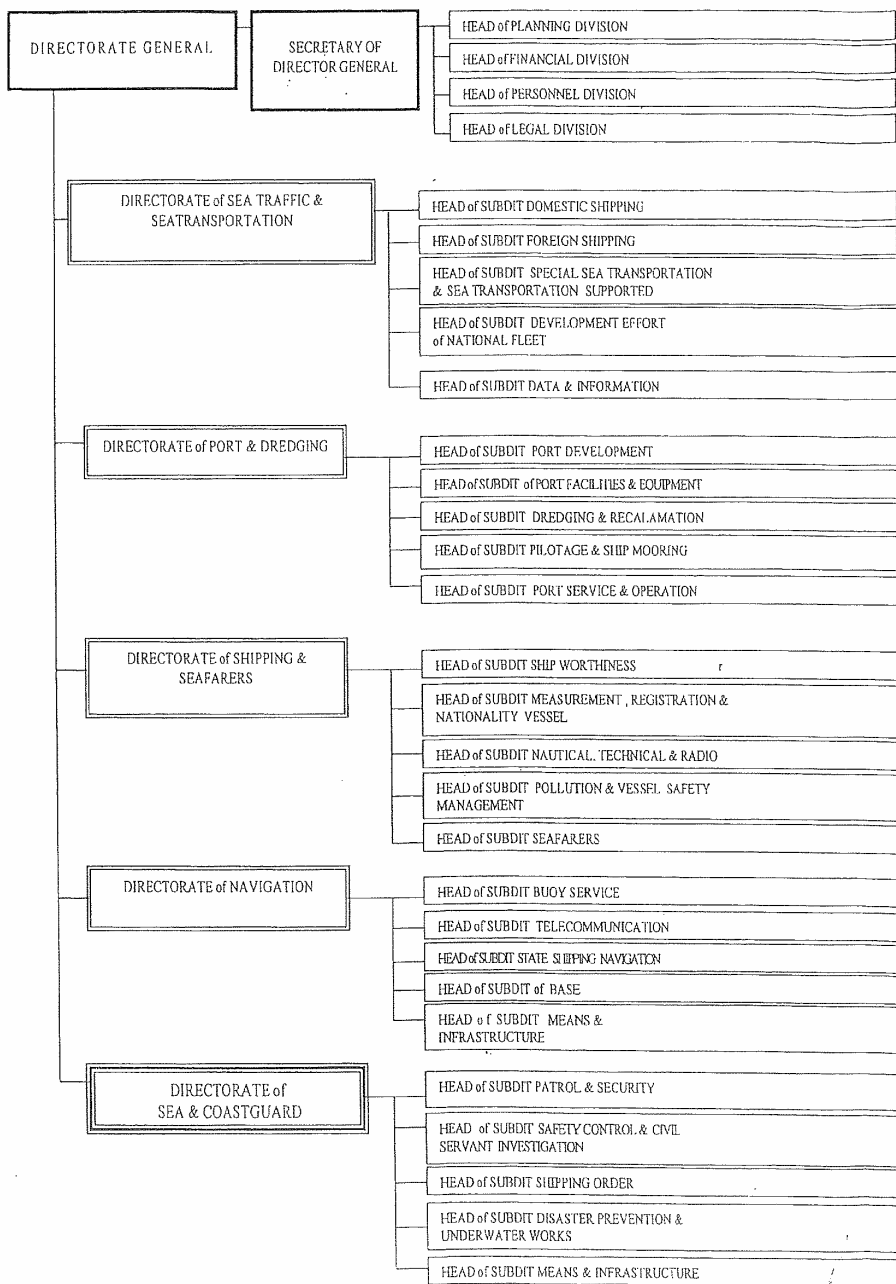 DIRECTORATE GENERAL
SECRETARY OF
DIRECTOR GENERAL
HEAD of PLANNING DIVISION
HEAD of FINANCIAL DIVISION
HEAD of PERSONNEL DIVISION
HEAD of LEGAL DIVISION
DIRECTORATE of SEA TRAFFIC &
SEATRANSPORTATION
HEAD of SUBDIT DOMESTIC SHIPPING
HEAD of SUBDIT FOREIGN SHIPPING
HEAD of SUBDIT SPECIAL SEA TRANSPORTATION
& SEA TRANSPORTATION SUPPORTED
HEAD of SUBDIT DEVELOPMENT EFFORT
of NATIONAL FLEET
HEAD of SUBDIT DATA & INFORMATION
DIRECTORATE of PORT & DREDGING
HEAD of SUBDIT PORT DEVELOPMENT
HEAD of SUBDIT of PORT FACILITIES & EQUIPMENT
HEAD of SUBDIT DREDGING & RECALAMATION
HEAD of SUBDIT PILOTAGE & SHIP MOORING
HEAD of SUBDIT PORT SERVICE & OPERATION
DIRECTORATE of SHIPPING &
SEAFARERS
HEAD of SUBDIT SHIP WORTHINESS
HEAD of SUBDIT MEASUREMENT , REGISTRATION &
NATIONALITY VESSEL
HEAD of SUBDIT NAUTICAL. TECHNICAL & RADIO
HEAD of SUBDIT POLLUTION & VESSEL SAFETY
MANAGEMENT
HEAD of SUBDIT SEAFARERS
DIRECTORATE of NAVIGATION
HEAD of SUBDIT BUOY SERVICE
HEAD of SUBDIT TELECOMMUNICATION
HEAD of SUBDIT STATE SHIPPING NAVIGATION
HEAD of SUBDIT of BASE
HEAD of SUBDIT MEANS &
INFRASTRUCTURE
DIRECTORATE of
SEA & COASTGUARD
HEAD of SUBDIT PATROL & SECURITY
HEAD of SUBDIT SAFETY CONTROL & CIVIL
SERVANT INVESTIGATION
HEAD of SUBDIT SHIPPING ORDER
HEAD of SUBDIT DISASTER PREVENTION &
UNDERWATER WORKS
HEAD of SUBDIT MEANS & INFRASTRUCTURE